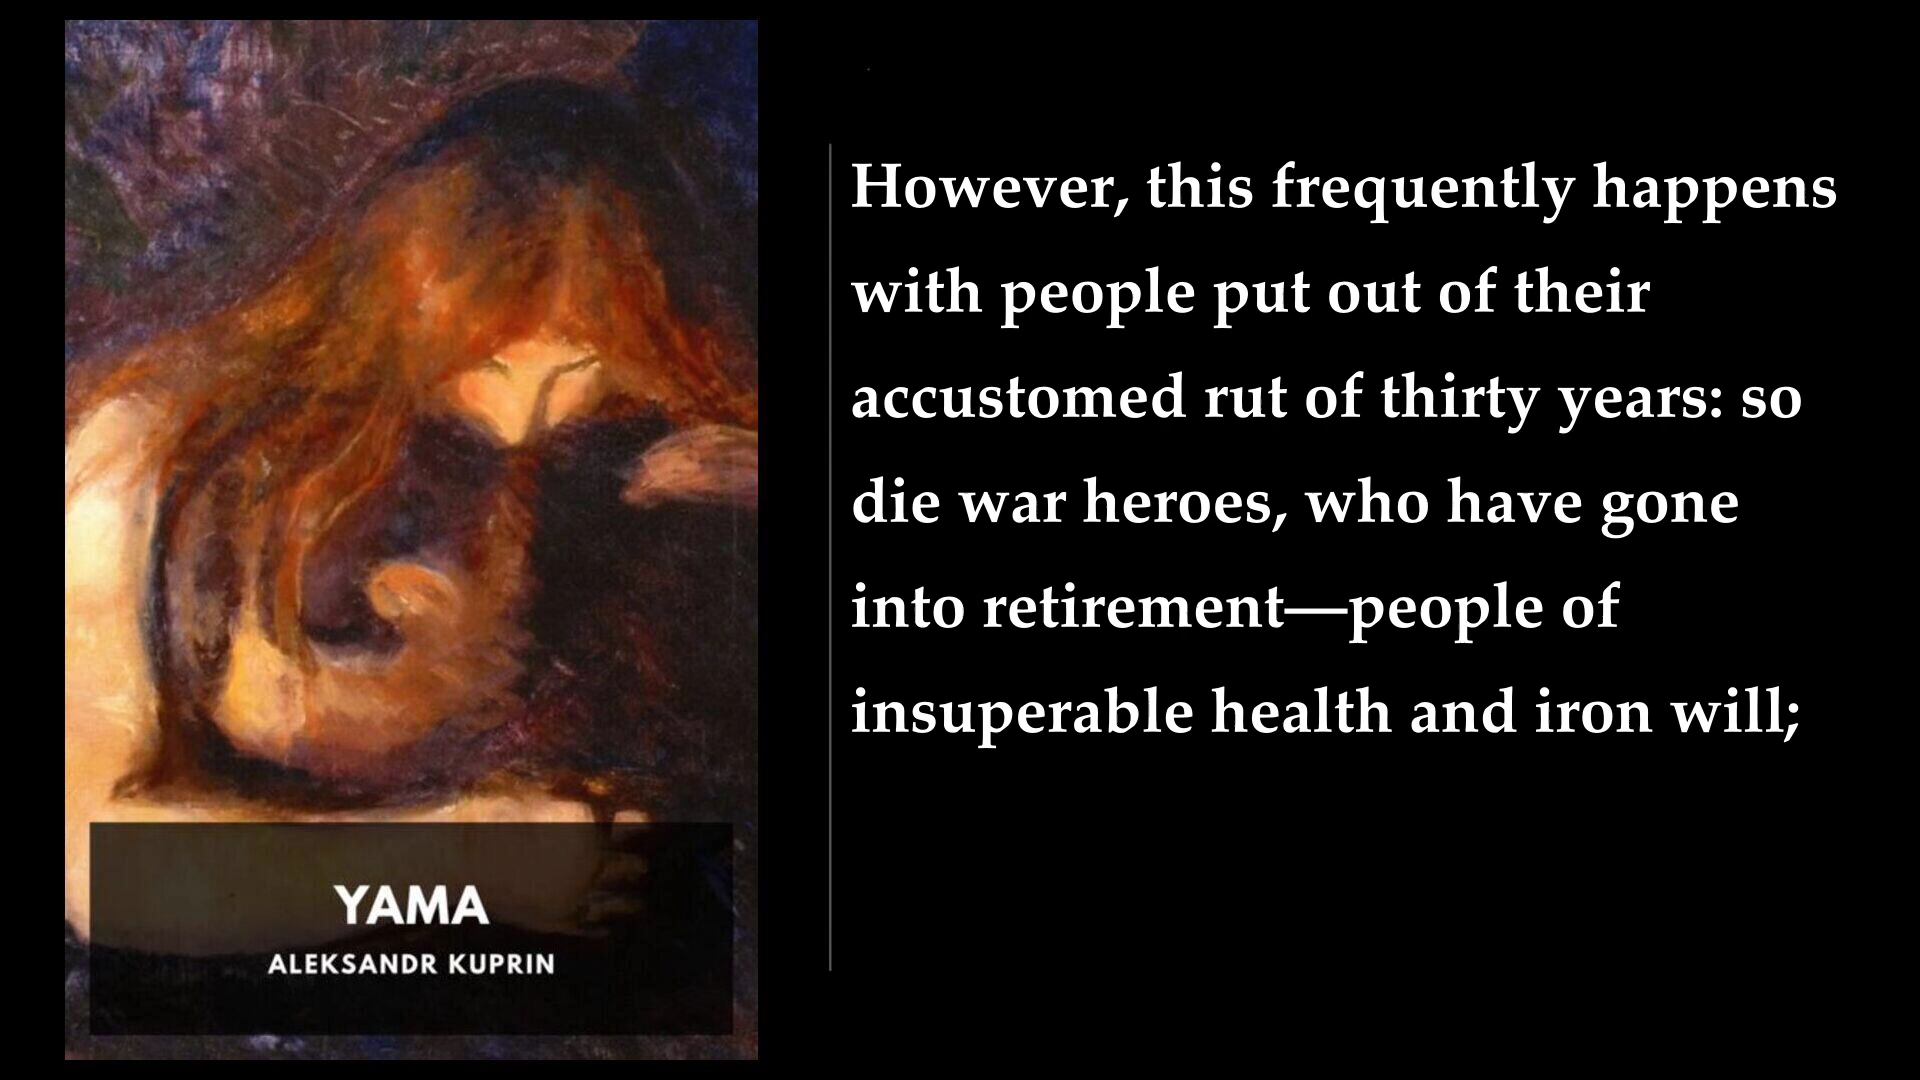 YAMA
ALEKSANDR KUPRIN
However, this frequently happens
with people put out of their
accustomed rut of thirty years: so
die war heroes, who have gone
into retirement—people of
insuperable health and iron will;